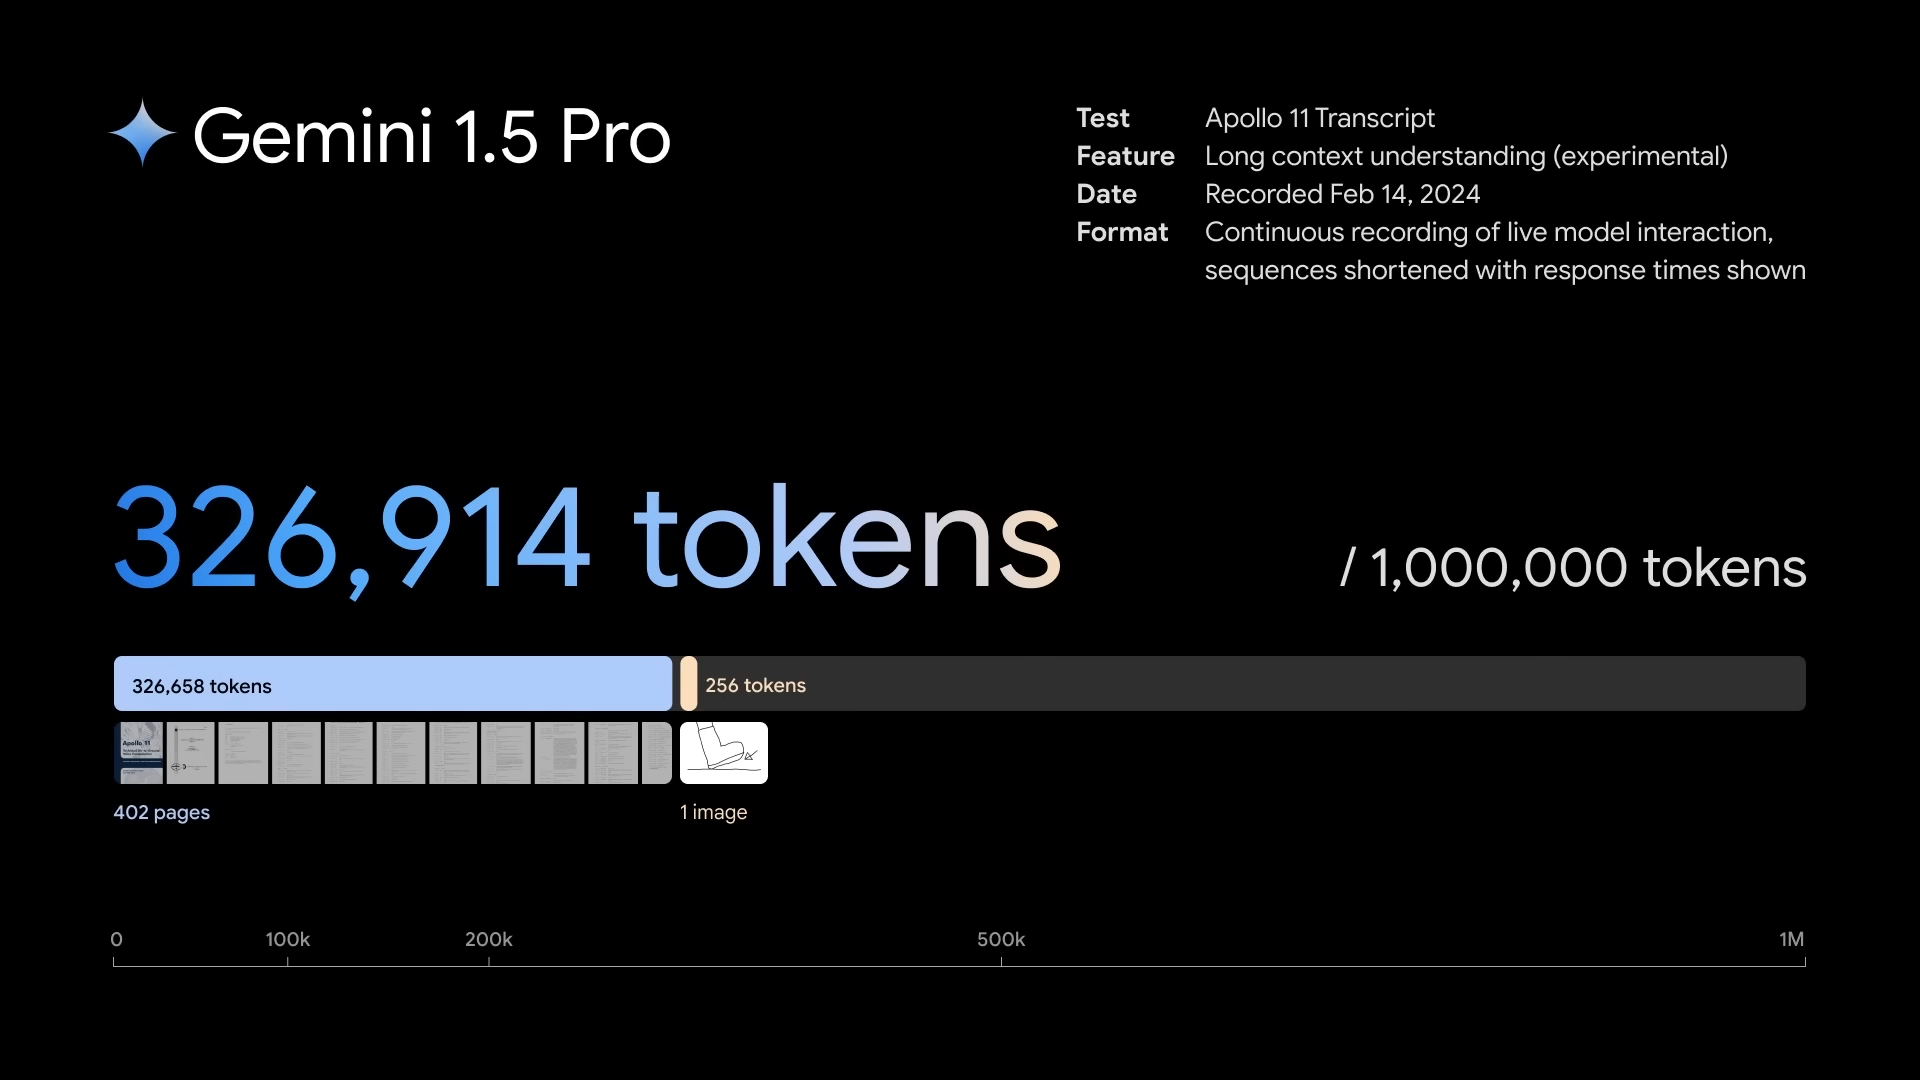 Gemini 1.5 Pro
Test Apollo 11 Transcript
Feature Long context understanding (experimental)
Date Recorded Feb 14, 2024
Format Continuous recording of live model interaction,
sequences shortened with response times shown
326,914 tokens / 1,000,000 tokens
326,658 tokens 256 tokens
Apollo 11
402 pages 1 image
0 100k 200k 500k 1M